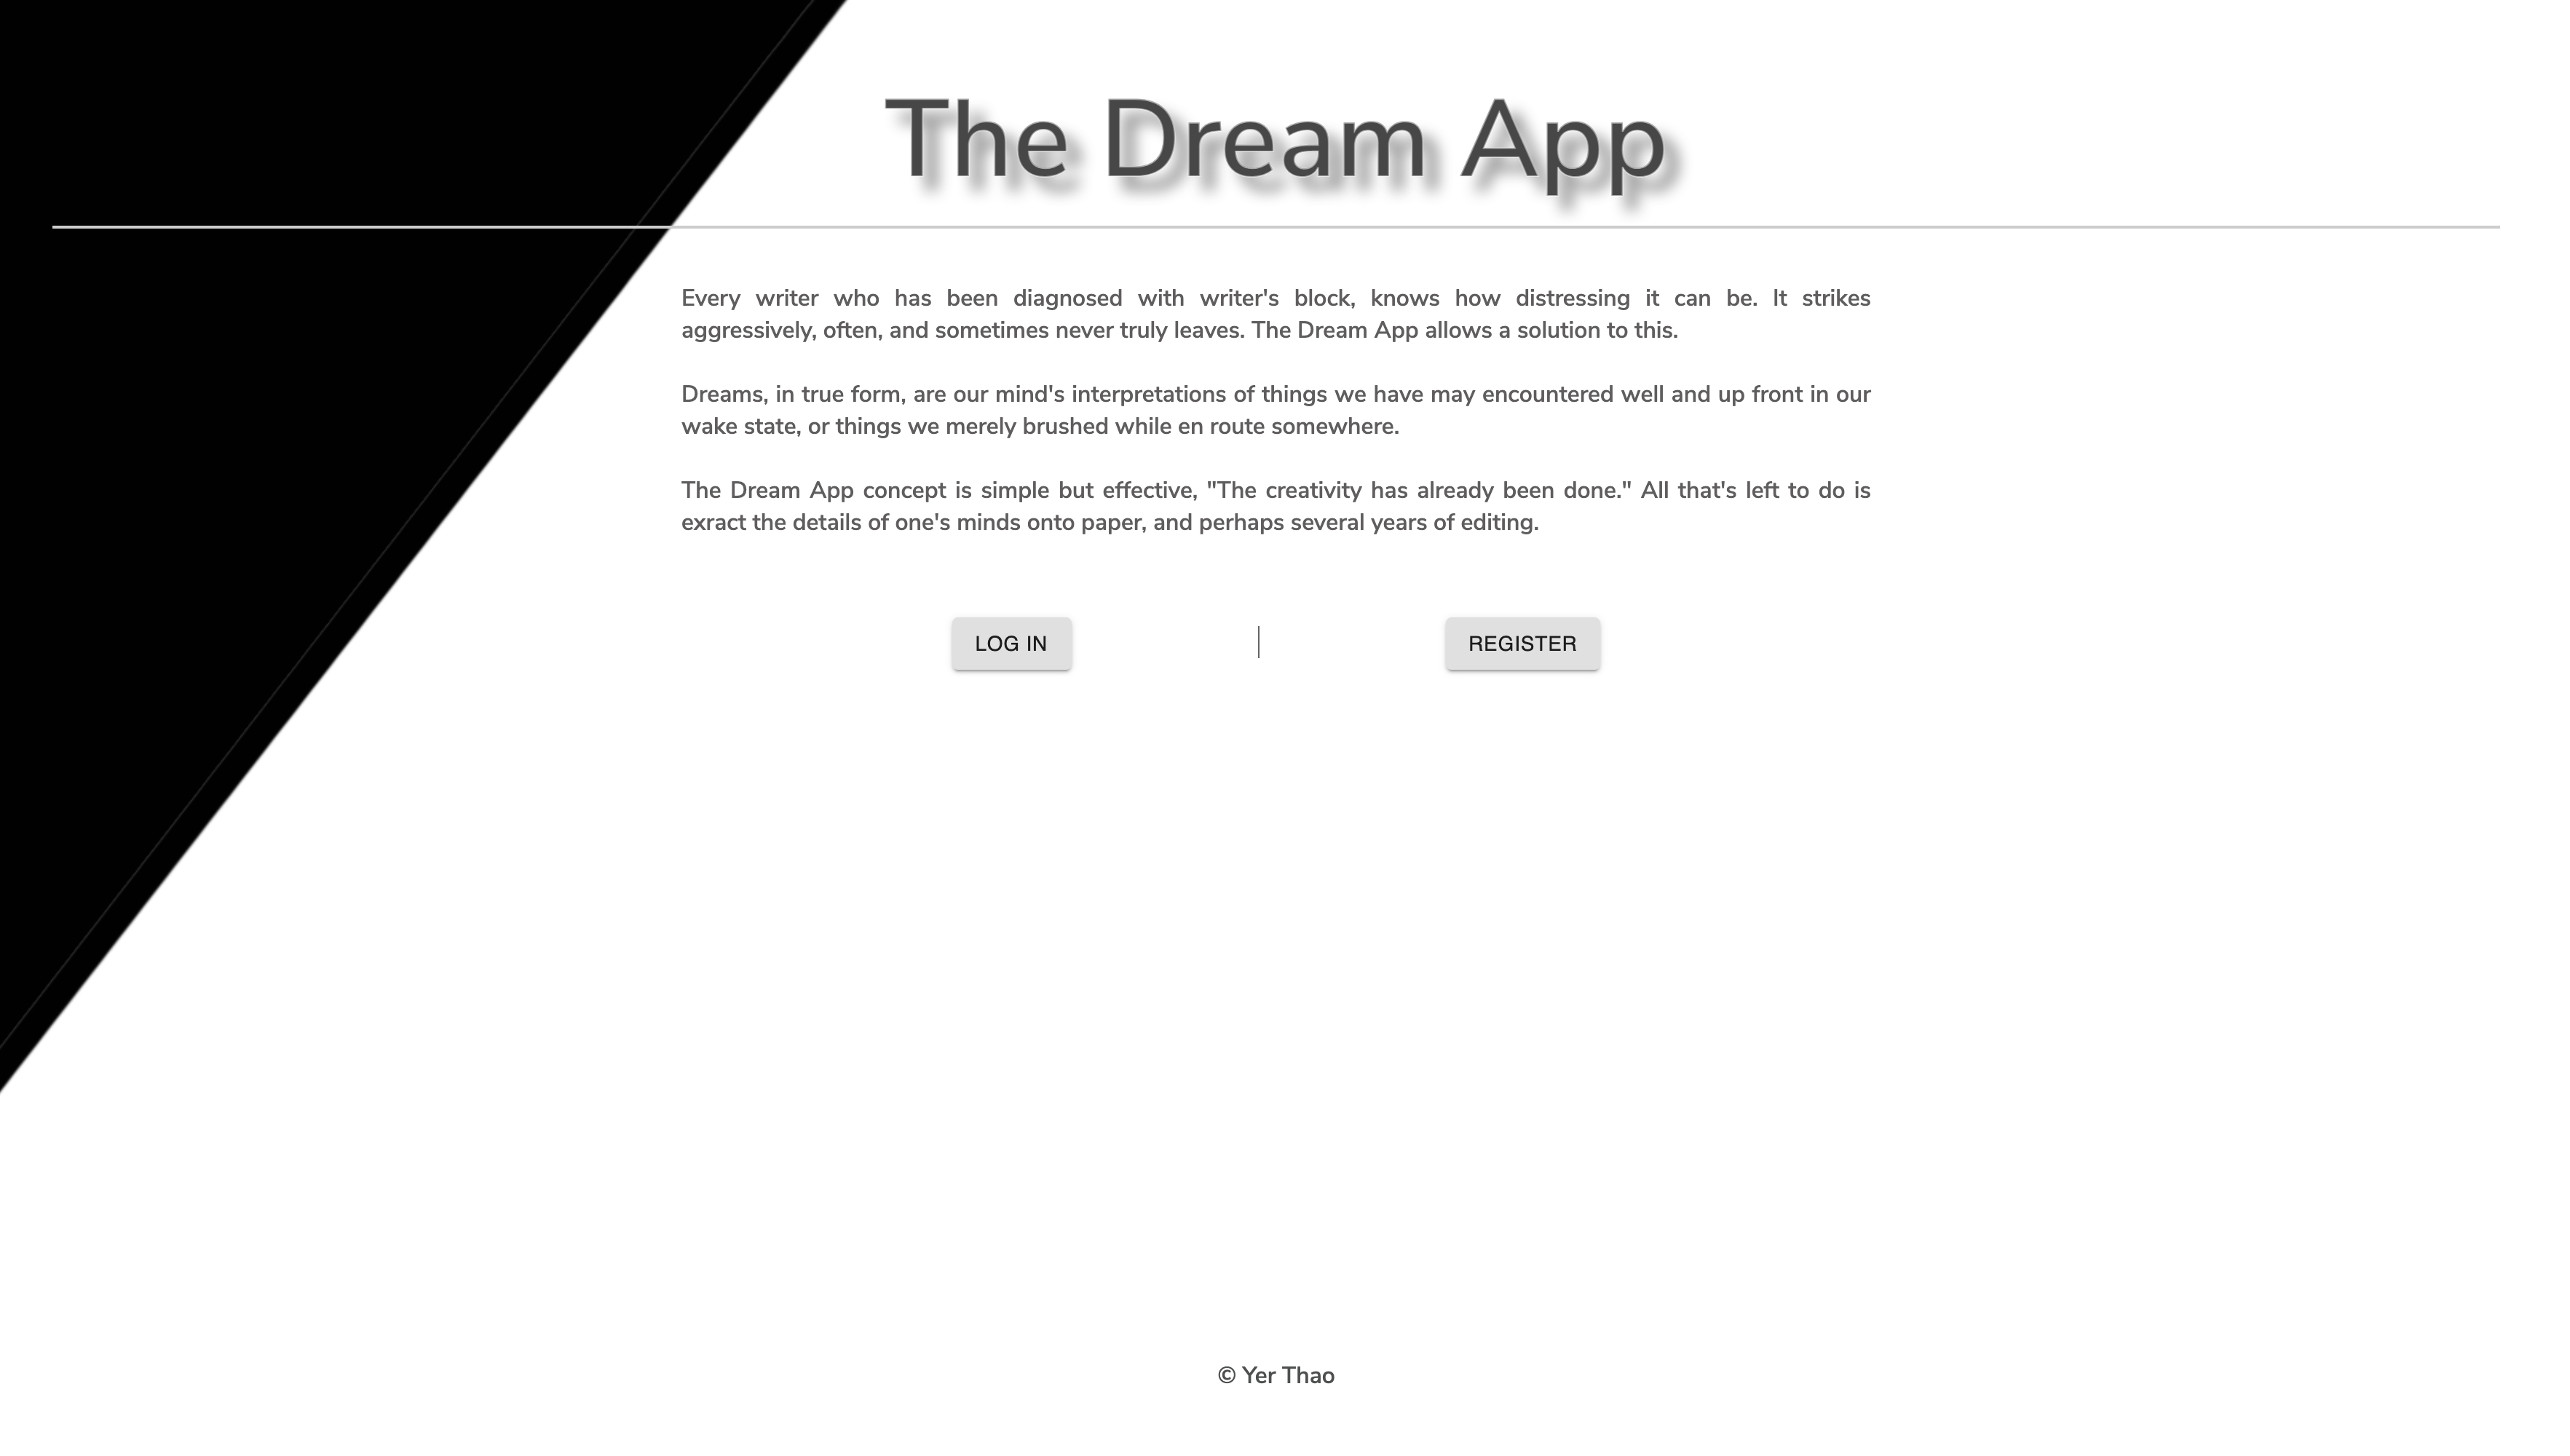 The Dream App
Every writer who has been diagnosed with writer's block, knows how distressing it can be. It strikes
aggressively, often, and sometimes never truly leaves. The Dream App allows a solution to this.
Dreams, in true form, are our mind's interpretations of things we have may encountered well and up front in our
wake state, or things we merely brushed while en route somewhere.
The Dream App concept is simple but effective, "The creativity has already been done." All that's left to do is
exract the details of one's minds onto paper, and perhaps several years of editing.
LOG IN | REGISTER
© Yer Thao